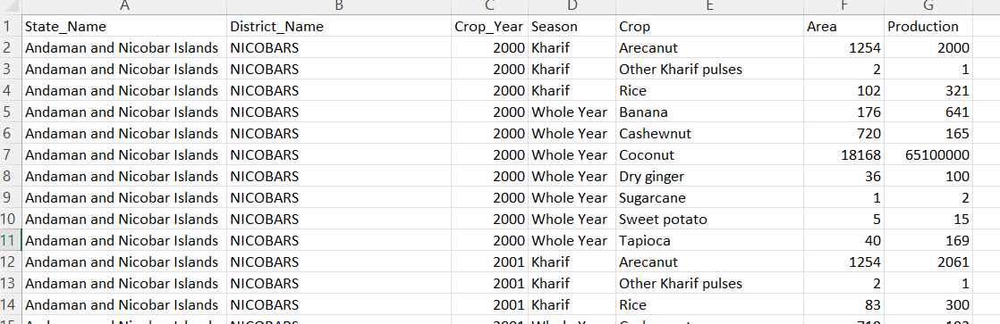 A B C D E F G
1 State_Name District_Name Crop_Year Season Crop Area Production
2 Andaman and Nicobar Islands NICOBARS 2000 Kharif Arecanut 1254 2000
3 Andaman and Nicobar Islands NICOBARS 2000 Kharif Other Kharif pulses 2 1
4 Andaman and Nicobar Islands NICOBARS 2000 Kharif Rice 102 321
5 Andaman and Nicobar Islands NICOBARS 2000 Whole Year Banana 176 641
6 Andaman and Nicobar Islands NICOBARS 2000 Whole Year Cashewnut 720 165
7 Andaman and Nicobar Islands NICOBARS 2000 Whole Year Coconut 18168 65100000
8 Andaman and Nicobar Islands NICOBARS 2000 Whole Year Dry ginger 36 100
9 Andaman and Nicobar Islands NICOBARS 2000 Whole Year Sugarcane 1 2
10 Andaman and Nicobar Islands NICOBARS 2000 Whole Year Sweet potato 5 15
11 Andaman and Nicobar Islands NICOBARS 2000 Whole Year Tapioca 40 169
12 Andaman and Nicobar Islands NICOBARS 2001 Kharif Arecanut 1254 2061
13 Andaman and Nicobar Islands NICOBARS 2001 Kharif Other Kharif pulses 2 1
14 Andaman and Nicobar Islands NICOBARS 2001 Kharif Rice 83 300